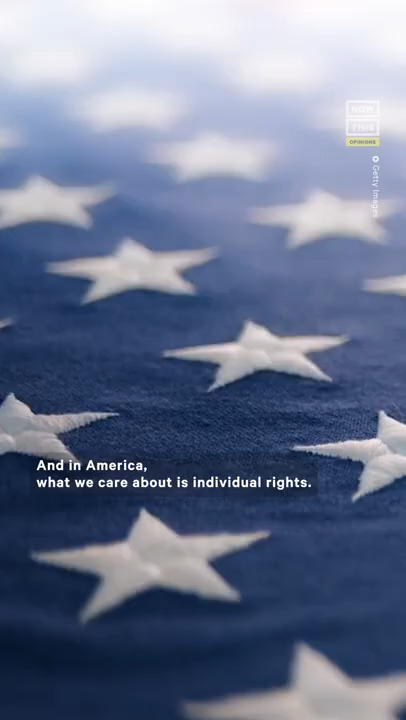 NOW
THIS
OPINIONS
Getty Images
And in America,
what we care about is individual rights.